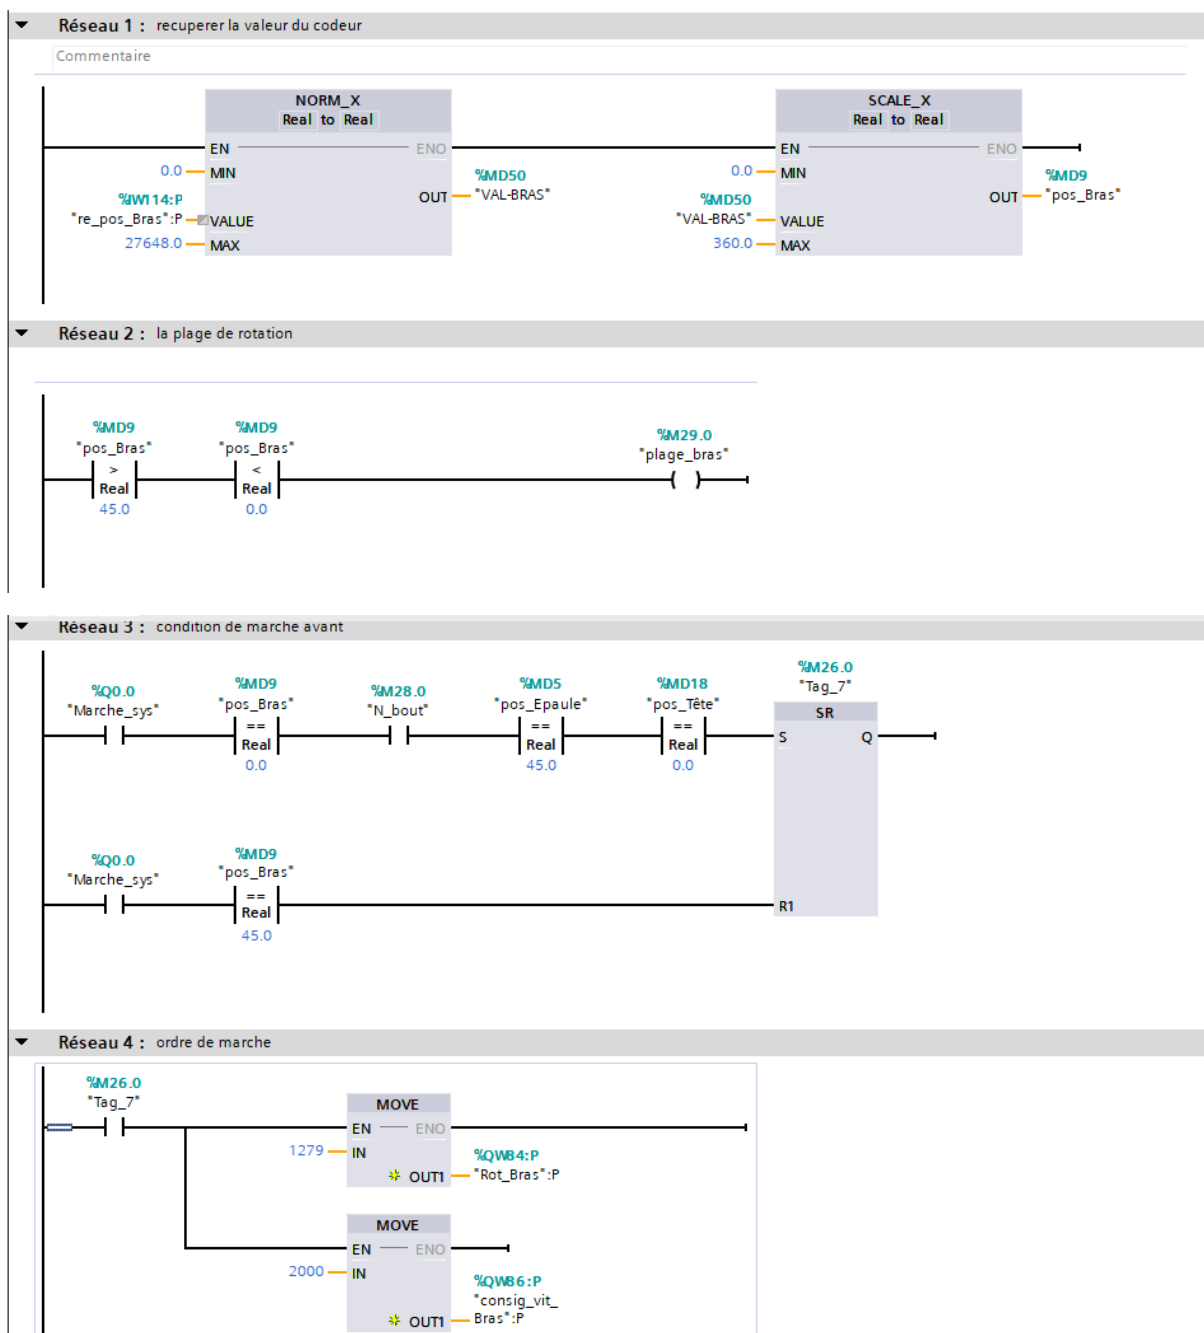 Réseau 1 : recuperer la valeur du codeur
Commentaire
NORM_X
Real to Real
EN ENO
0.0 MIN
%MD50
OUT "VAL-BRAS"
%IW114:P
"re_pos_Bras":P VALUE
27648.0 MAX
SCALE_X
Real to Real
EN ENO
0.0 MIN
%MD9
OUT "pos_Bras"
%MD50
"VAL-BRAS" VALUE
360.0 MAX
Réseau 2 : la plage de rotation
%MD9
"pos_Bras"
>
Real
45.0
%MD9
"pos_Bras"
<
Real
0.0
%M29.0
"plage_bras"
( )
Réseau 3 : condition de marche avant
%Q0.0
"Marche_sys"
%MD9
"pos_Bras"
==
Real
0.0
%M28.0
"N_bout"
%MD5
"pos_Epaule"
==
Real
45.0
%MD18
"pos_Tête"
==
Real
0.0
%M26.0
"Tag_7"
SR
S Q
%Q0.0
"Marche_sys"
%MD9
"pos_Bras"
==
Real
45.0
R1
Réseau 4 : ordre de marche
%M26.0
"Tag_7"
MOVE
EN ENO
1279 IN
%QW84:P
OUT1 "Rot_Bras":P
MOVE
EN ENO
2000 IN
%QW86:P
"consig_vit_
OUT1 Bras":P